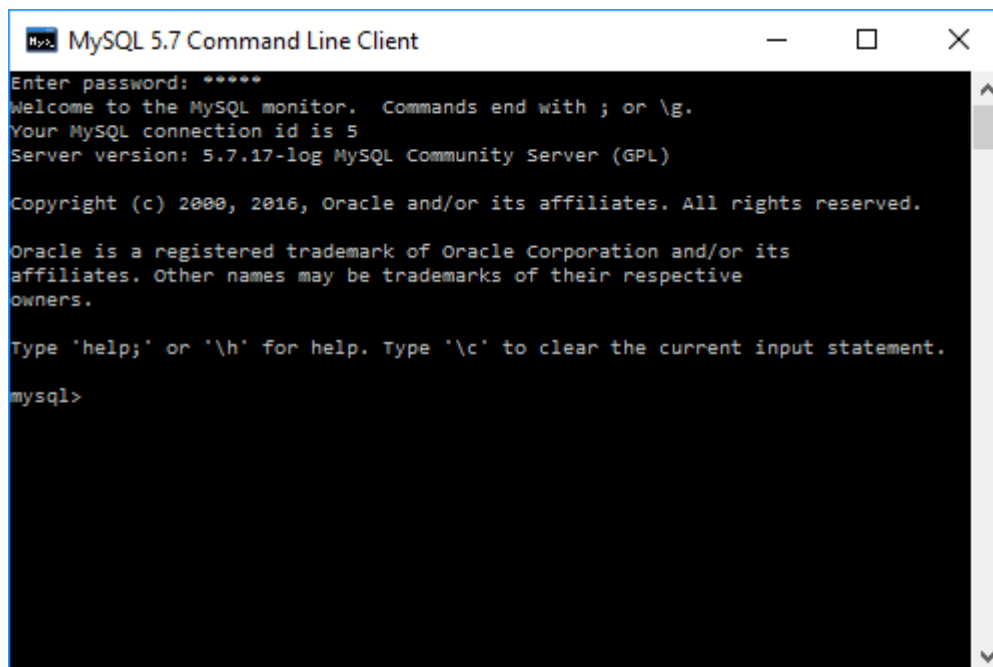 MySQL 5.7 Command Line Client
Enter password: *****
Welcome to the MySQL monitor.  Commands end with ; or \g.
Your MySQL connection id is 5
Server version: 5.7.17-log MySQL Community Server (GPL)
Copyright (c) 2000, 2016, Oracle and/or its affiliates. All rights reserved.
Oracle is a registered trademark of Oracle Corporation and/or its
affiliates. Other names may be trademarks of their respective
owners.
Type 'help;' or '\h' for help. Type '\c' to clear the current input statement.
mysql>